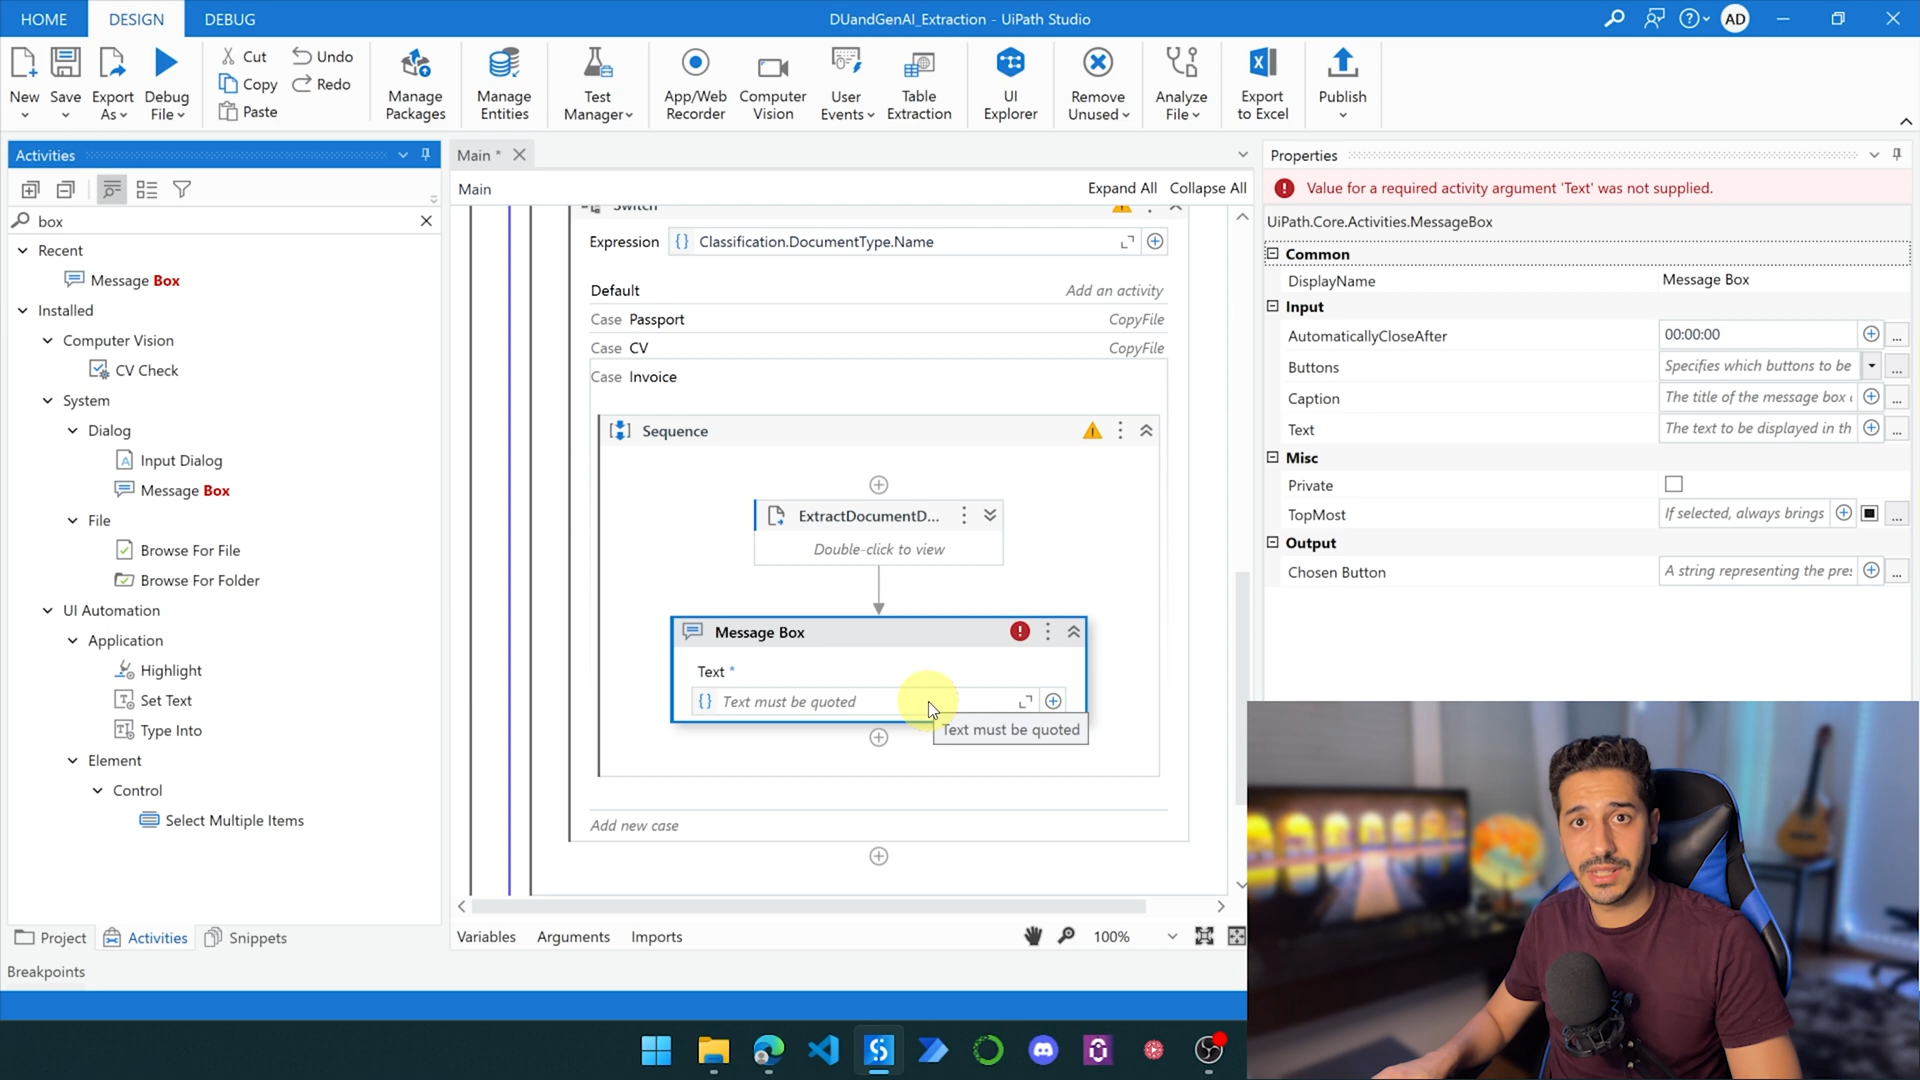 HOME DESIGN DEBUG
DUandGenAI_Extraction - UiPath Studio
AD
New
Save
Export As
Debug File
Cut
Copy
Paste
Undo
Redo
Manage Packages
Manage Entities
Test Manager
App/Web Recorder
Computer Vision
User Events
Table Extraction
UI Explorer
Remove Unused
Analyze File
Export to Excel
Publish
Activities
box
Recent
Message Box
Installed
Computer Vision
CV Check
System
Dialog
Input Dialog
Message Box
File
Browse For File
Browse For Folder
UI Automation
Application
Highlight
Set Text
Type Into
Element
Control
Select Multiple Items
Project Activities Snippets
Breakpoints
Main *
Main
Expand All Collapse All
Switch
Expression Classification.DocumentType.Name
Default Add an activity
Case Passport CopyFile
Case CV CopyFile
Case Invoice
Sequence
ExtractDocumentD...
Double-click to view
Message Box
Text *
Text must be quoted
Text must be quoted
Add new case
Variables Arguments Imports
100%
Properties
Value for a required activity argument 'Text' was not supplied.
UiPath.Core.Activities.MessageBox
Common
DisplayName Message Box
Input
AutomaticallyCloseAfter 00:00:00
Buttons Specifies which buttons to be
Caption The title of the message box
Text The text to be displayed in th
Misc
Private
TopMost If selected, always brings
Output
Chosen Button A string representing the pre